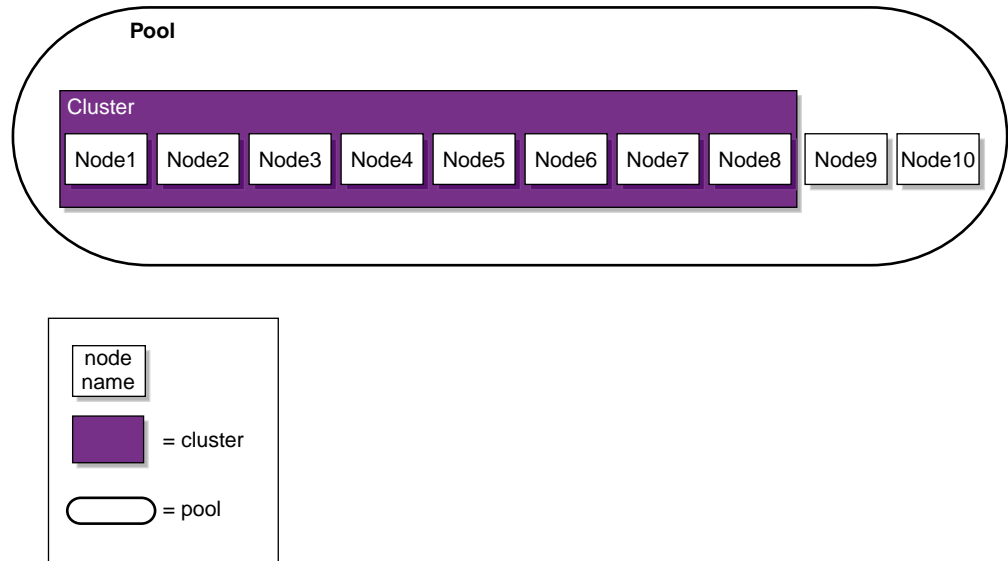 Pool
Cluster
Node1 Node2 Node3 Node4 Node5 Node6 Node7 Node8 Node9 Node10
node
name
= cluster
= pool